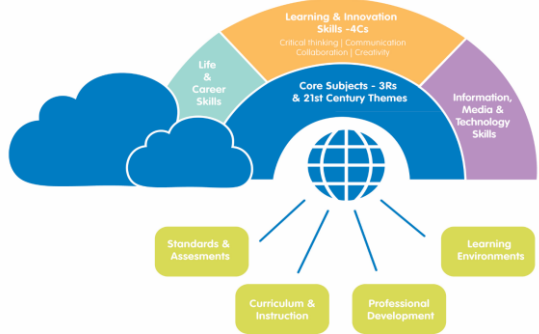 Learning & Innovation
Skills -4Cs
Critical thinking | Communication
Collaboration | Creativity
Life
&
Career
Skills
Core Subjects - 3Rs
& 21st Century Themes
Information,
Media &
Technology
Skills
Standards &
Assesments
Learning
Environments
Curriculum &
Instruction
Professional
Development